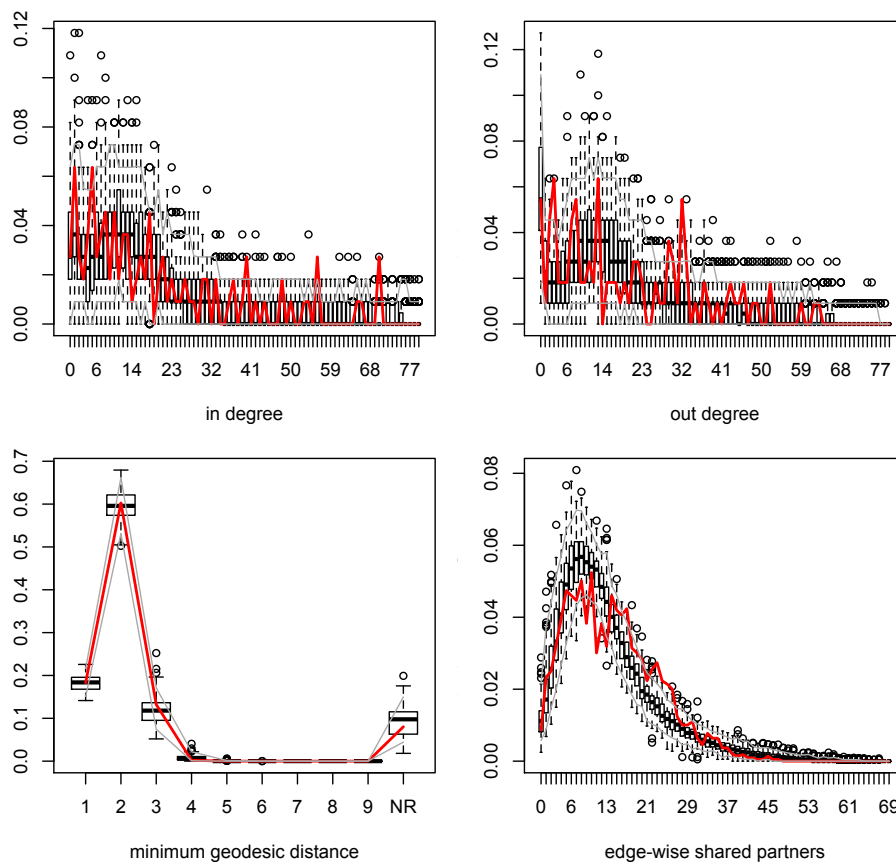 0.00 0.04 0.08 0.12
0 6 14 23 32 41 50 59 68 77
in degree
0.00 0.04 0.08 0.12
0 6 14 23 32 41 50 59 68 77
out degree
0.0 0.1 0.2 0.3 0.4 0.5 0.6 0.7
1 2 3 4 5 6 7 8 9 NR
minimum geodesic distance
0.00 0.02 0.04 0.06 0.08
0 6 13 21 29 37 45 53 61 69
edge-wise shared partners